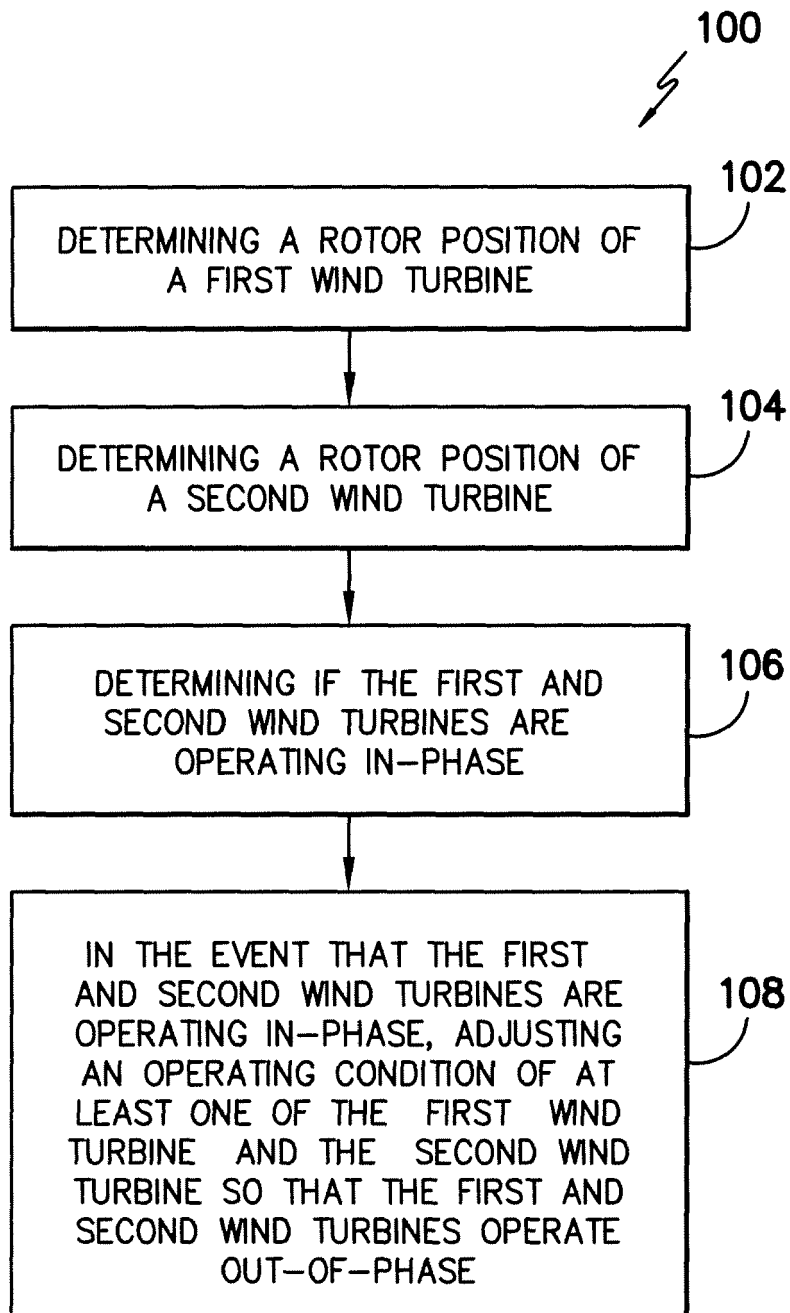 100
102
DETERMINING A ROTOR POSITION OF
A FIRST WIND TURBINE
104
DETERMINING A ROTOR POSITION OF
A SECOND WIND TURBINE
106
DETERMINING IF THE FIRST AND
SECOND WIND TURBINES ARE
OPERATING IN-PHASE
108
IN THE EVENT THAT THE FIRST
AND SECOND WIND TURBINES ARE
OPERATING IN-PHASE, ADJUSTING
AN OPERATING CONDITION OF AT
LEAST ONE OF THE FIRST WIND
TURBINE AND THE SECOND WIND
TURBINE SO THAT THE FIRST AND
SECOND WIND TURBINES OPERATE
OUT-OF-PHASE